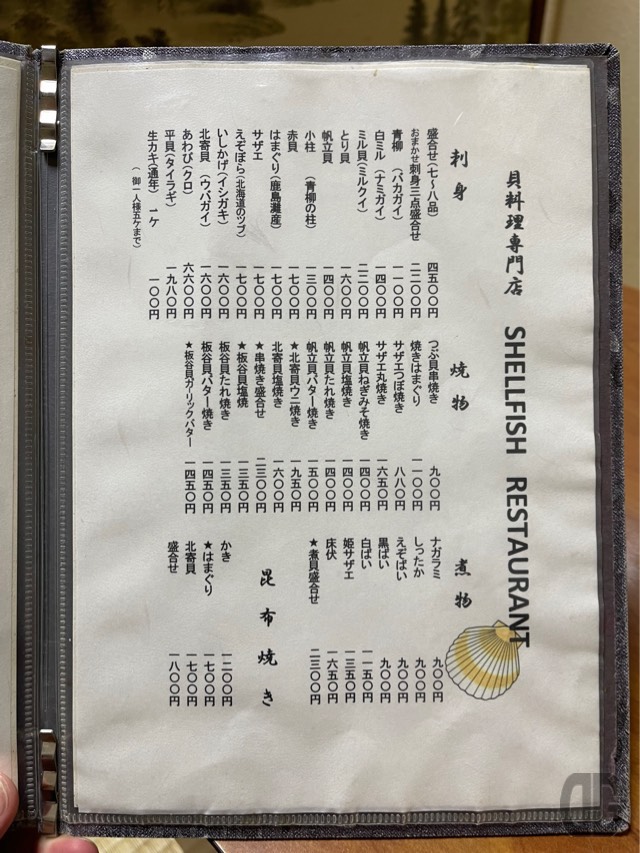 貝料理専門店 SHELLFISH RESTAURANT
刺身
盛合せ(七~八品) 四五〇〇円
おまかせ刺身三点盛合せ 二二〇〇円
青柳(バカガイ) 一一〇〇円
白ミル(ナミガイ) 一四〇〇円
ミル貝(ミルクイ) 二二〇〇円
とり貝 一六〇〇円
帆立貝 一四〇〇円
小柱(青柳の柱) 一三〇〇円
赤貝 一七〇〇円
はまぐり(鹿島灘産) 一七〇〇円
サザエ 一七〇〇円
えぞぼら(北海道のツブ) 一七〇〇円
いしかげ(イシガキ) 一六〇〇円
北寄貝(ウバガイ) 一六〇〇円
あわび(クロ) 六六〇〇円
平貝(タイラギ) 一九八〇円
生カキ(通年) 1ケ 一〇〇円
(御一人様五ケまで)
焼物
つぶ貝串焼き 九〇〇円
焼きはまぐり 一一〇〇円
サザエつぼ焼き 八八〇円
サザエ丸焼き 一六五〇円
帆立貝ねぎみそ焼き 一四〇〇円
帆立貝塩焼き 一四〇〇円
帆立貝たれ焼き 一四〇〇円
帆立貝バター焼き 一五〇〇円
★北寄貝ウニ焼き 一九五〇円
北寄貝塩焼き 一六〇〇円
★串焼き盛合せ 二三〇〇円
★板谷貝塩焼 一三五〇円
板谷貝たれ焼き 一三五〇円
板谷貝バター焼き 一四五〇円
★板谷貝ガーリックバター 一四五〇円
煮物
ナガラミ 九〇〇円
しったか 九〇〇円
えぞばい 九〇〇円
黒ばい 九〇〇円
白ばい 一一五〇円
姫サザエ 一三五〇円
床伏 一六五〇円
★煮貝盛合せ 二三〇〇円
昆布焼き
かき 一二〇〇円
★はまぐり 一七〇〇円
北寄貝 一七〇〇円
盛合せ 一八〇〇円